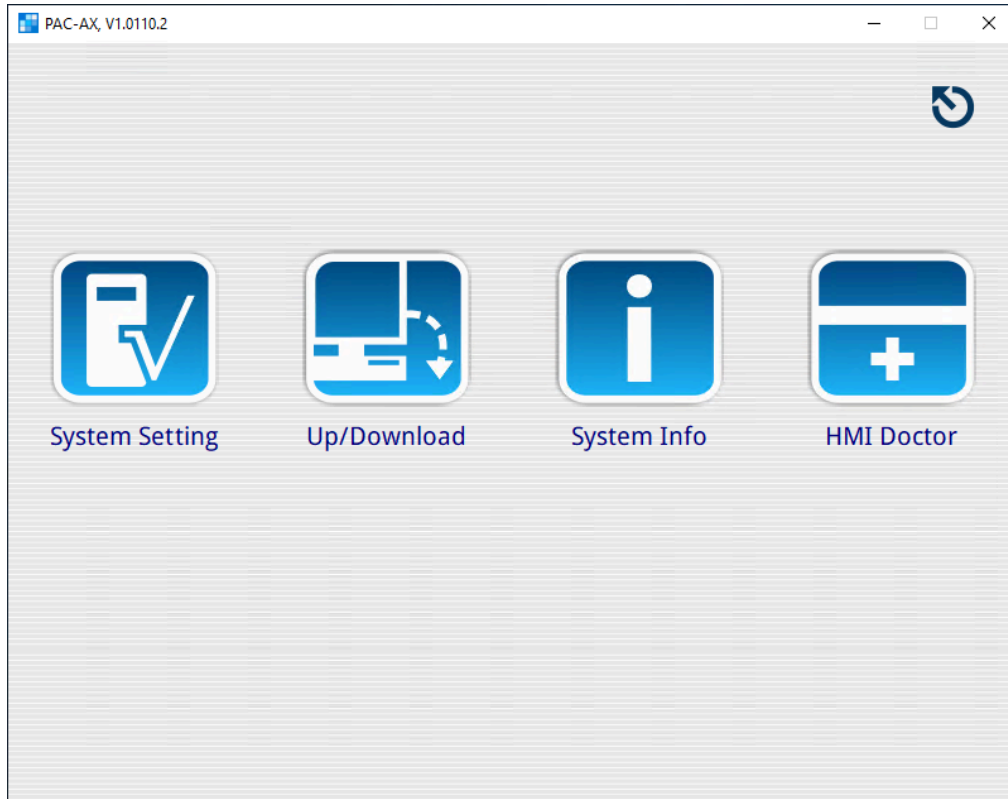 PAC-AX, V1.0110.2
System Setting
Up/Download
System Info
HMI Doctor